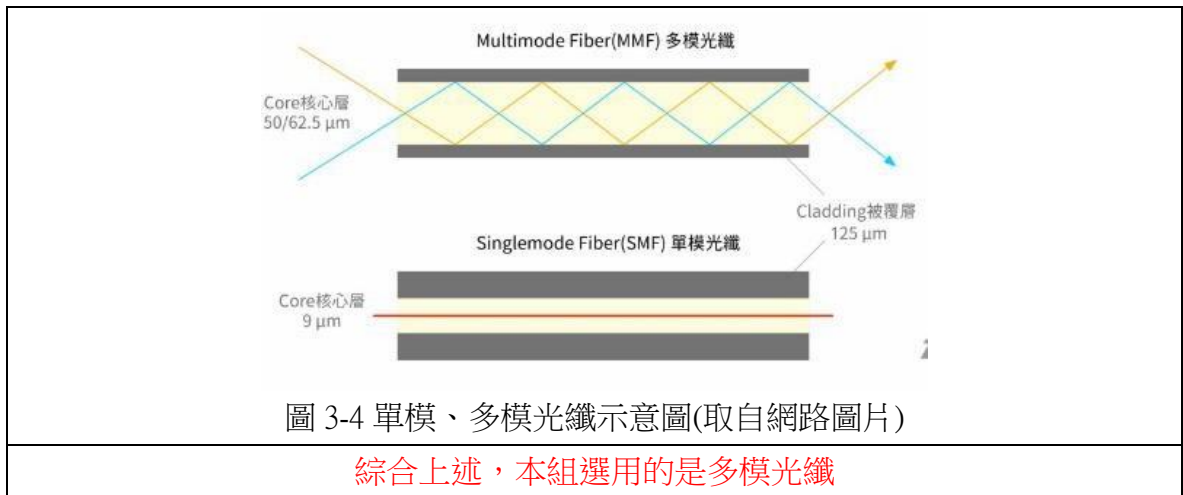 Multimode Fiber(MMF) 多模光纖
Core核心層
50/62.5 μm
Cladding被覆層
125 μm
Singlemode Fiber(SMF) 單模光纖
Core核心層
9 μm
圖 3-4 單模、多模光纖示意圖(取自網路圖片)
綜合上述，本組選用的是多模光纖